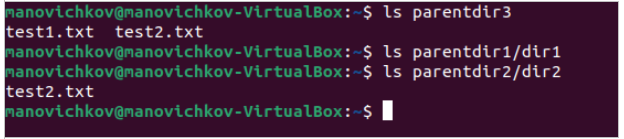 manovichkov@manovichkov-VirtualBox:~$ ls parentdir3
test1.txt  test2.txt
manovichkov@manovichkov-VirtualBox:~$ ls parentdir1/dir1
manovichkov@manovichkov-VirtualBox:~$ ls parentdir2/dir2
test2.txt
manovichkov@manovichkov-VirtualBox:~$